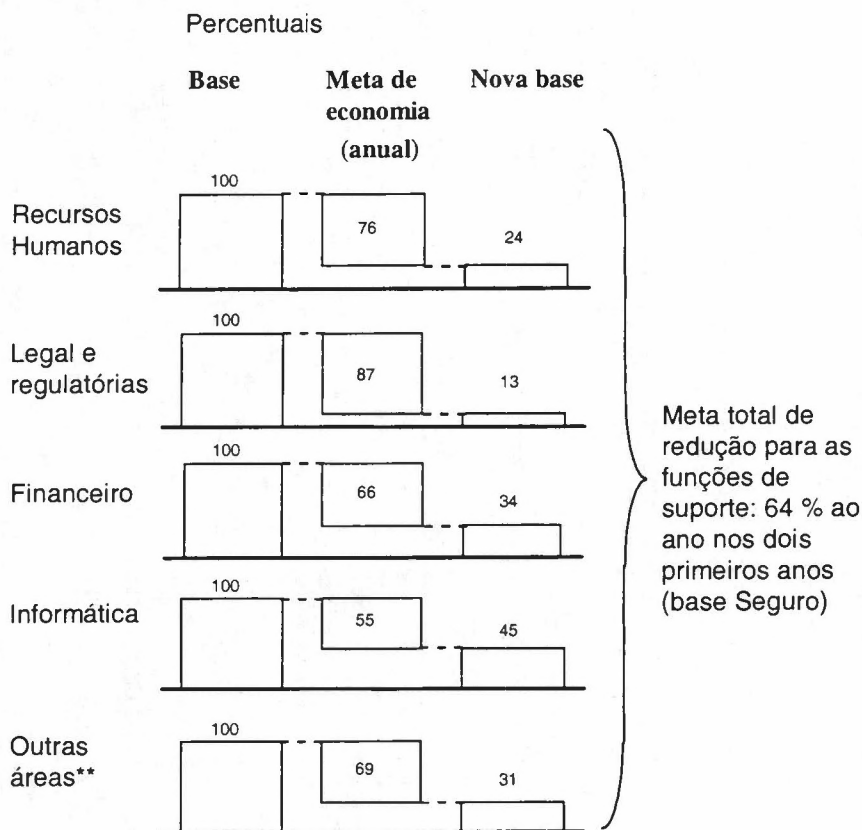 Percentuais
Base Meta de economia (anual) Nova base
100
Recursos
Humanos
76
24
100
Legal e
regulatórias
87
13
100
Financeiro
66
34
100
Informática
55
45
100
Outras
áreas**
69
31
Meta total de
redução para as
funções de
suporte: 64 % ao
ano nos dois
primeiros anos
(base Seguro)